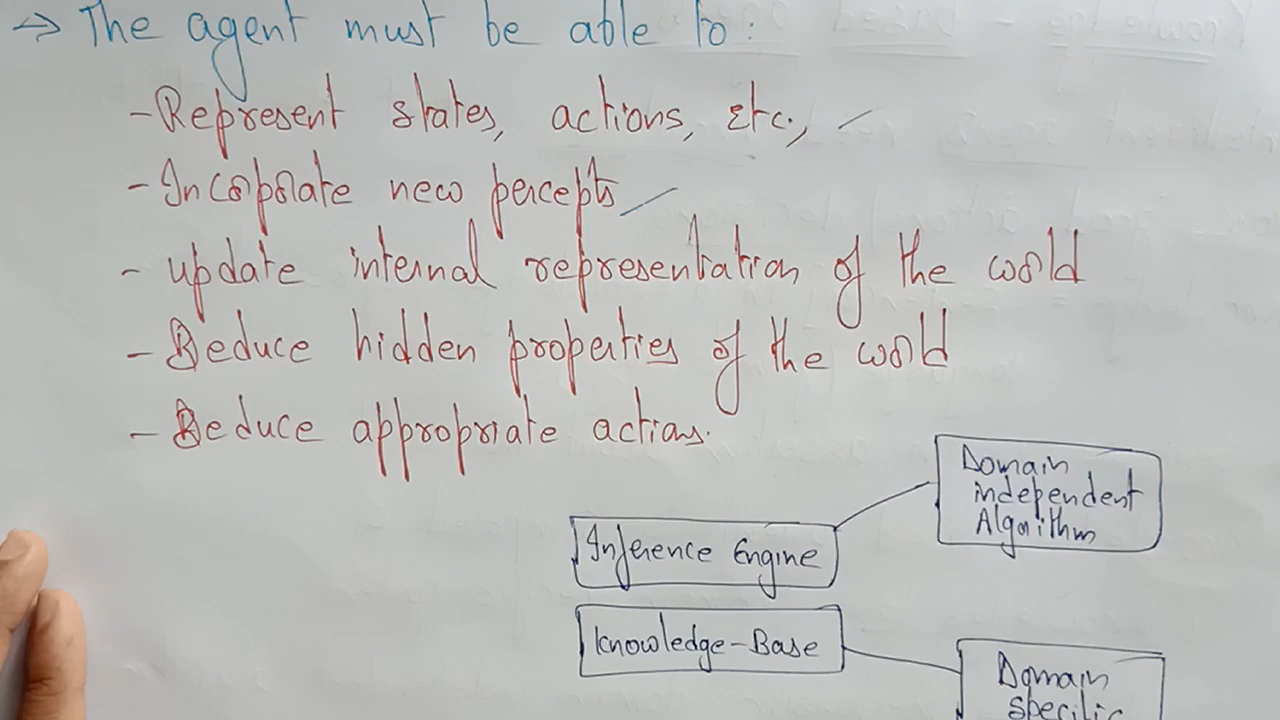 → The agent must be able to:
- Represent states, actions, Etc.,
- Incorporate new percepts
- update internal representation of the world
- Deduce hidden properties of the world
- Deduce appropriate actions.
Domain
independent
Algorithm
Inference Engine
Knowledge-Base
Domain
specific